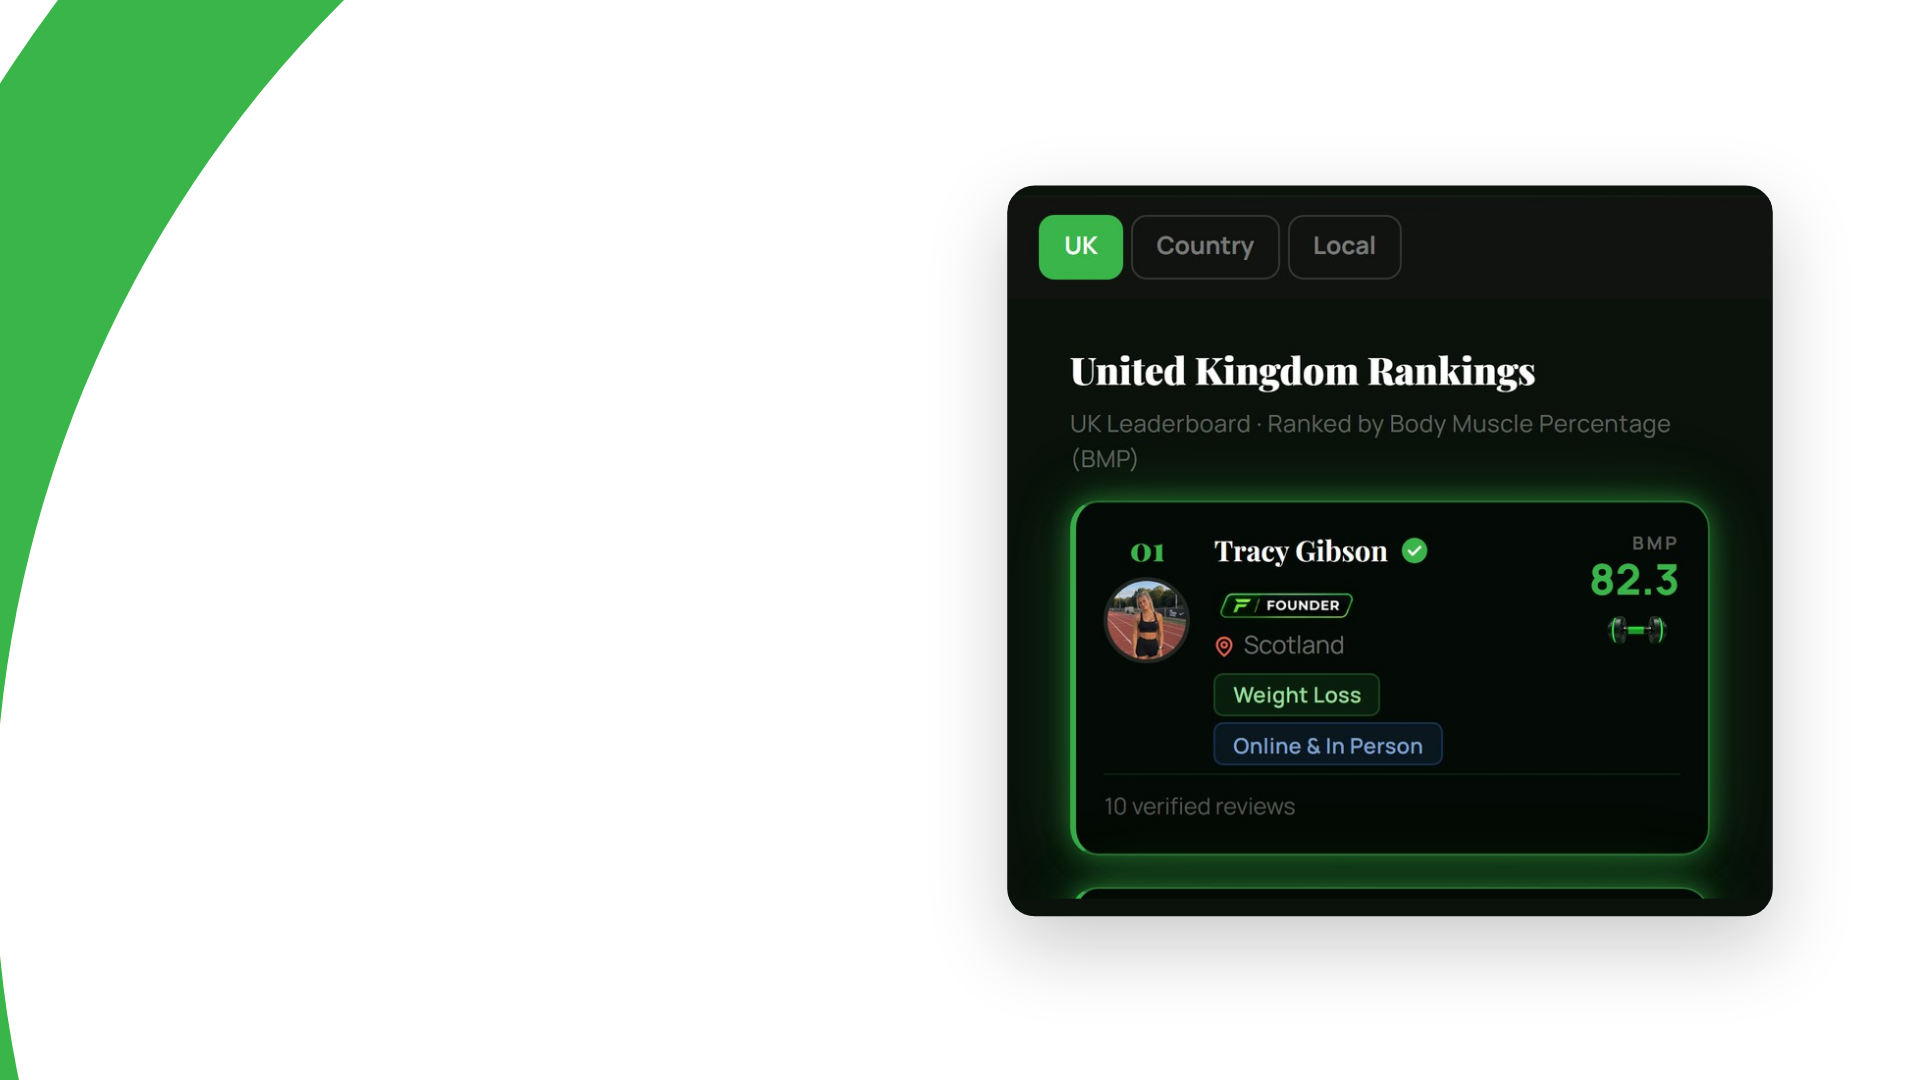 UK Country Local
United Kingdom Rankings
UK Leaderboard · Ranked by Body Muscle Percentage
(BMP)
01
Tracy Gibson
BMP
82.3
FOUNDER
Scotland
Weight Loss
Online & In Person
10 verified reviews